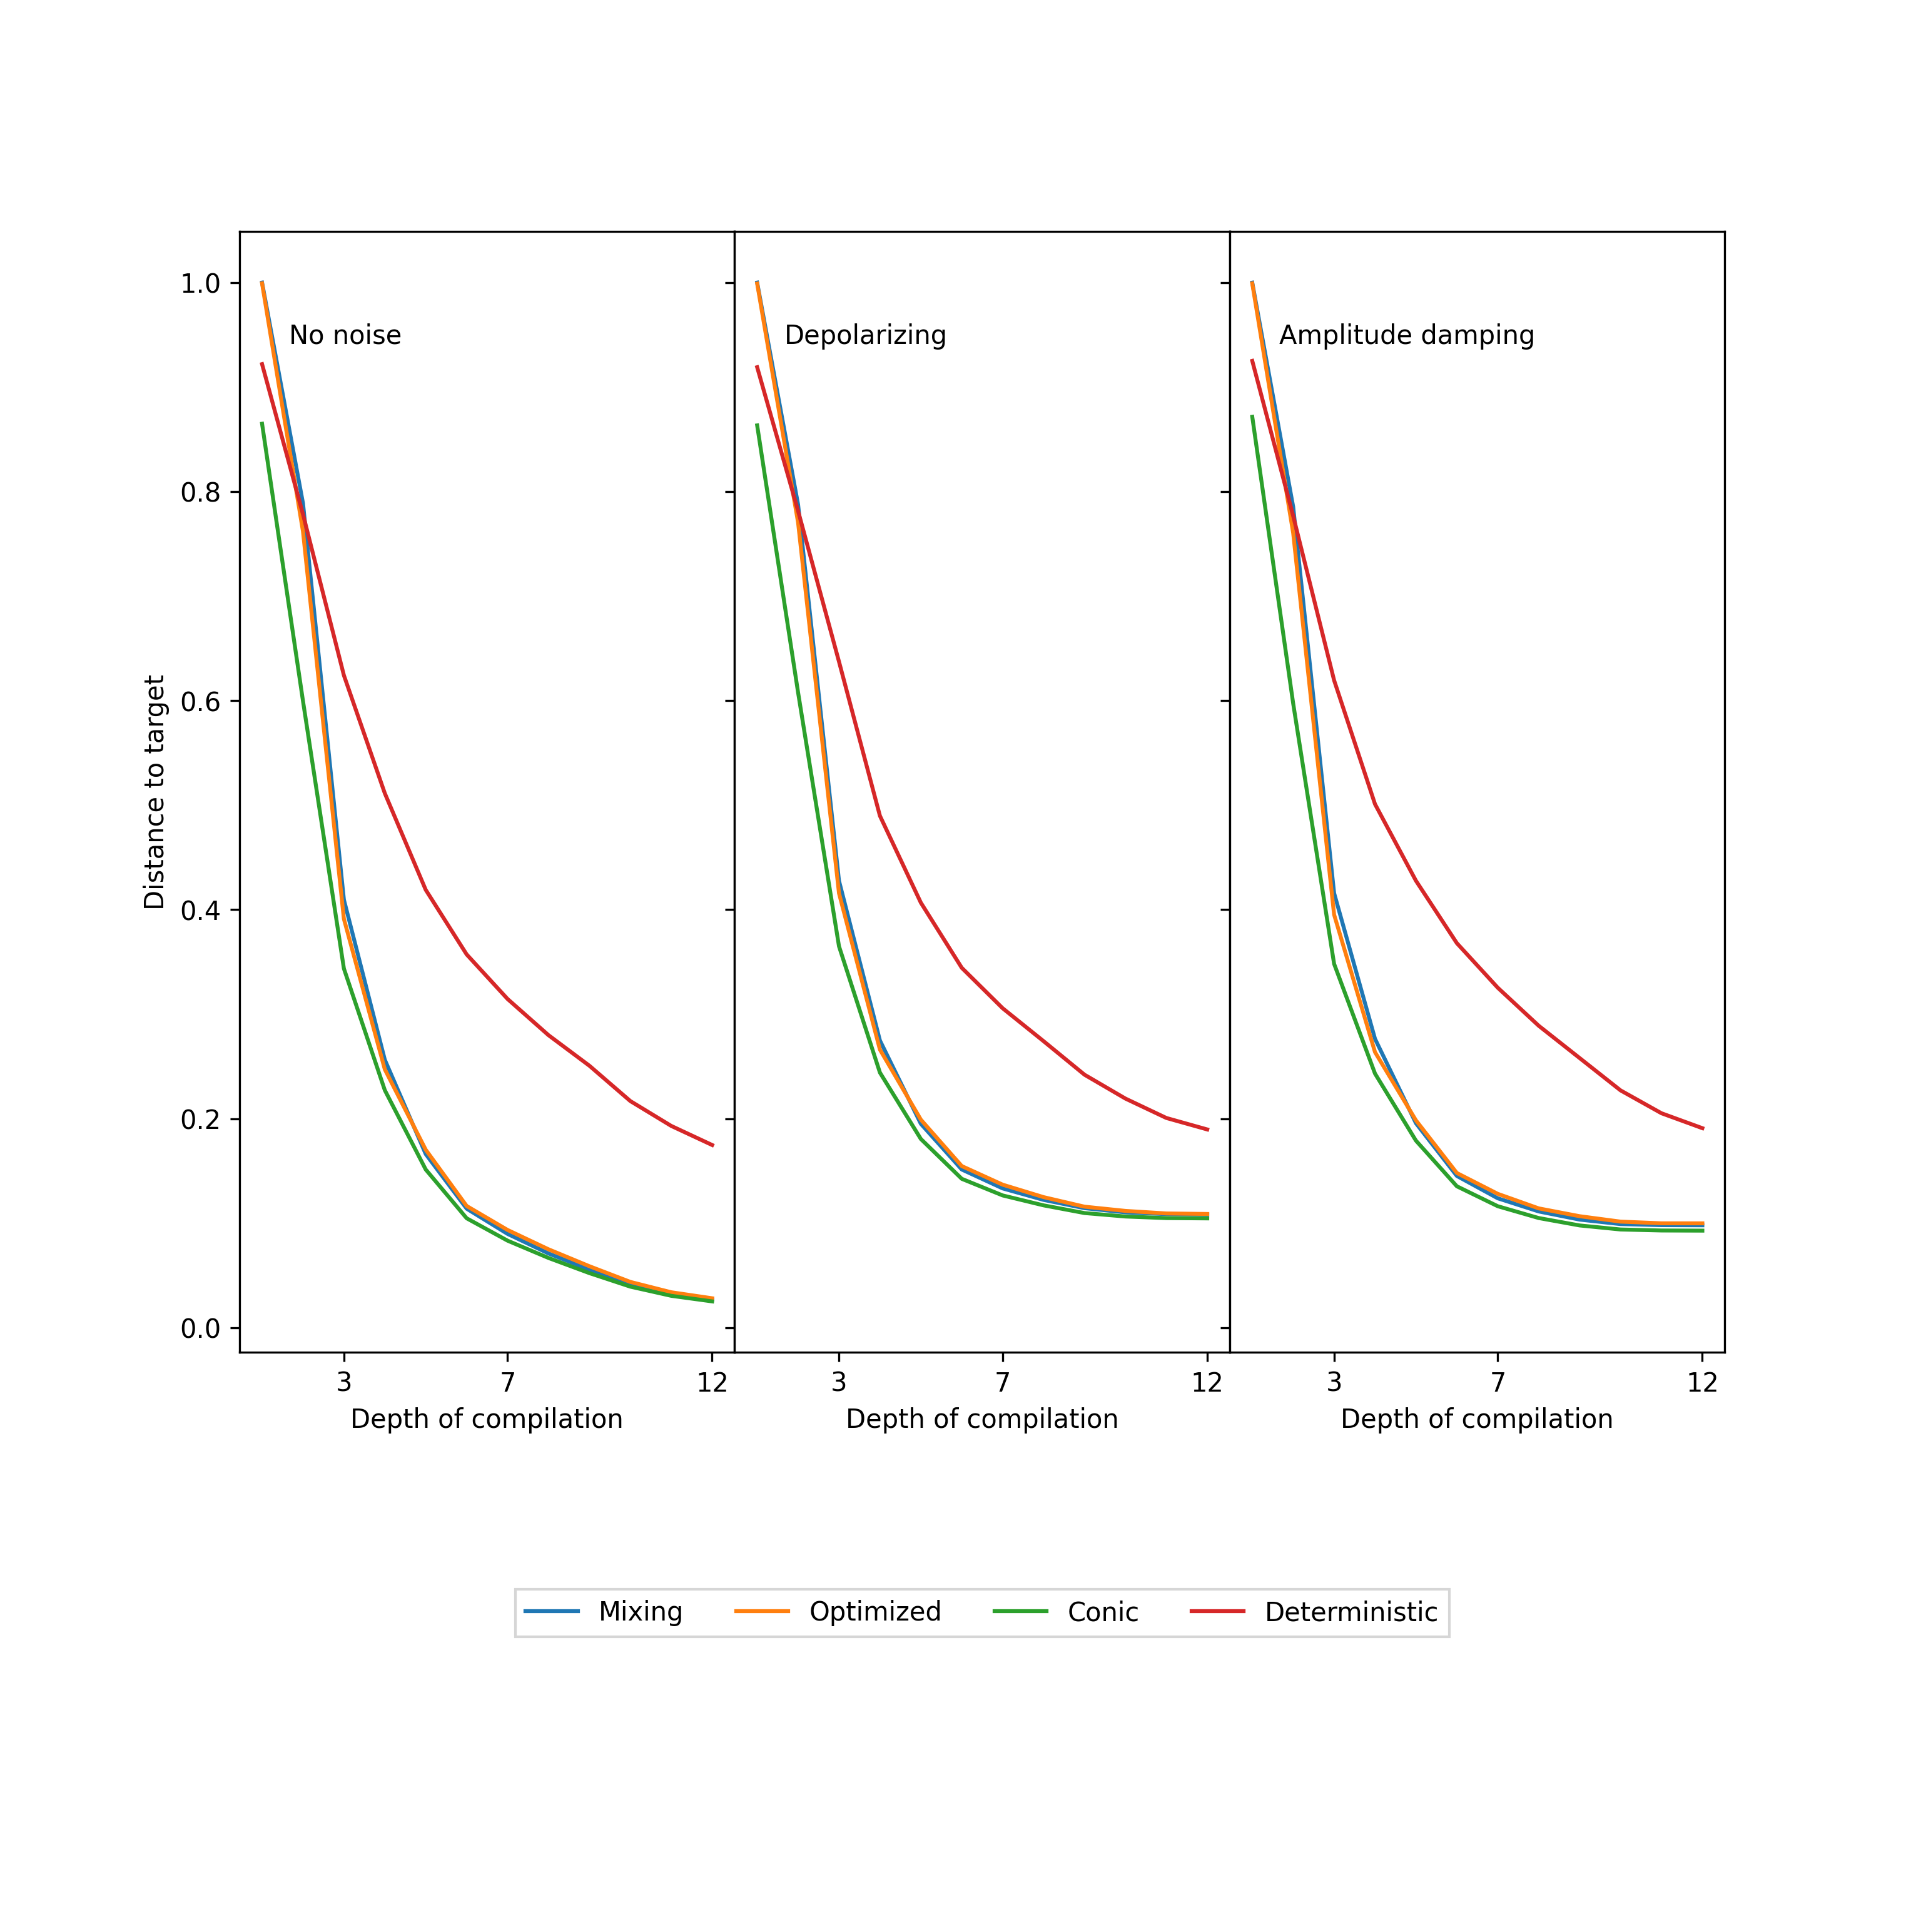 No noise
Depolarizing
Amplitude damping
Distance to target
1.0
0.8
0.6
0.4
0.2
0.0
3 7 12
3 7 12
3 7 12
Depth of compilation
Depth of compilation
Depth of compilation
Mixing Optimized Conic Deterministic